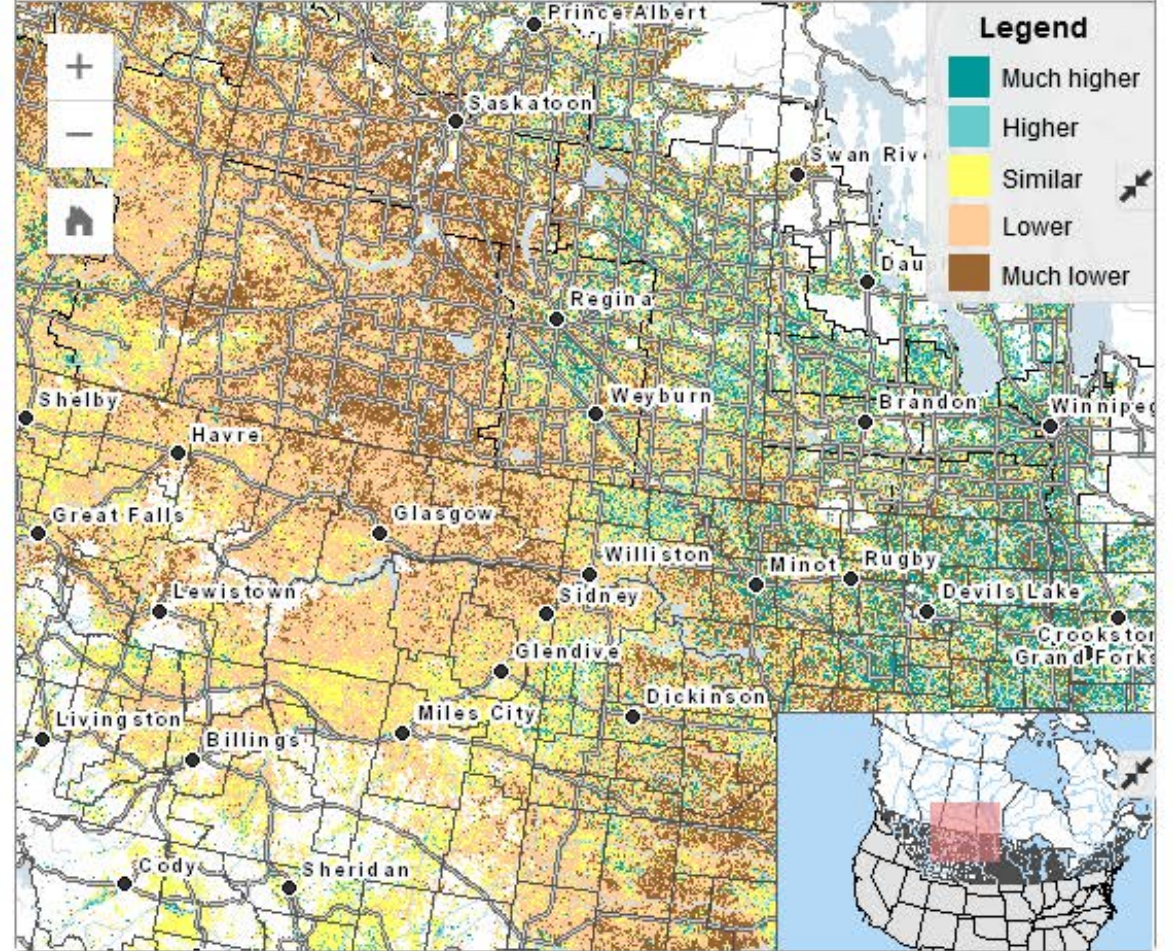 Prince Albert
Legend
Much higher
Higher
Similar
Lower
Much lower
+
−
Saskatoon
Swan Rive
Dau
Regina
Weyburn
Brandon
Winnipeg
Shelby
Havre
Great Falls
Glasgow
Williston
Minot
Rugby
Lewistown
Sidney
Devils Lake
Crookston
Grand Forks
Glendive
Dickinson
Livingston
Miles City
Billings
Cody
Sheridan